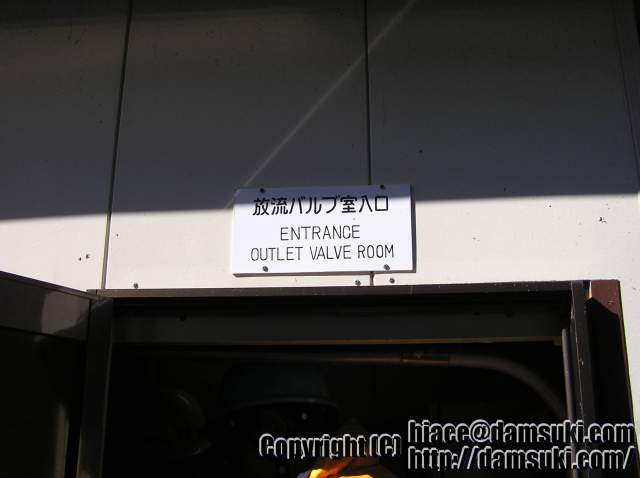 放流バルブ室入口
ENTRANCE
OUTLET VALVE ROOM
Copyright (C) hiace@damsuki.com
http://damsuki.com/